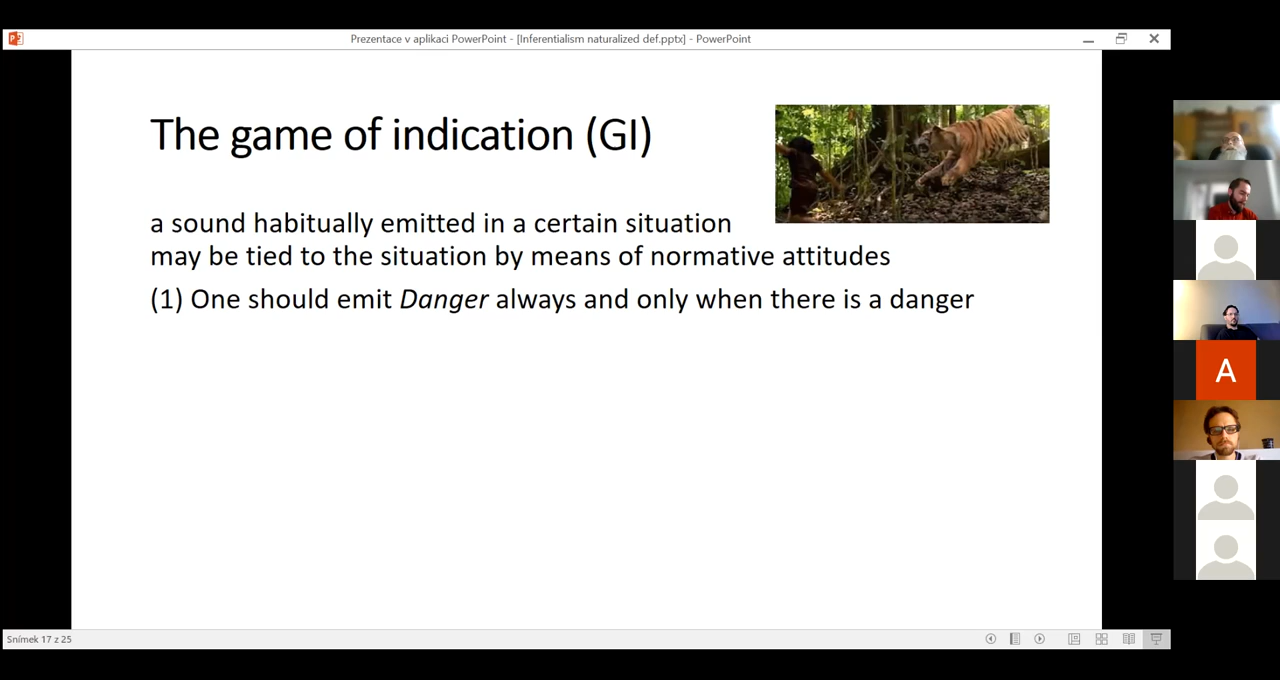 Prezentace v aplikaci PowerPoint - [Inferentialism naturalized def.pptx] - PowerPoint
The game of indication (GI)
a sound habitually emitted in a certain situation
may be tied to the situation by means of normative attitudes
(1) One should emit Danger always and only when there is a danger
A
Snímek 17 z 25